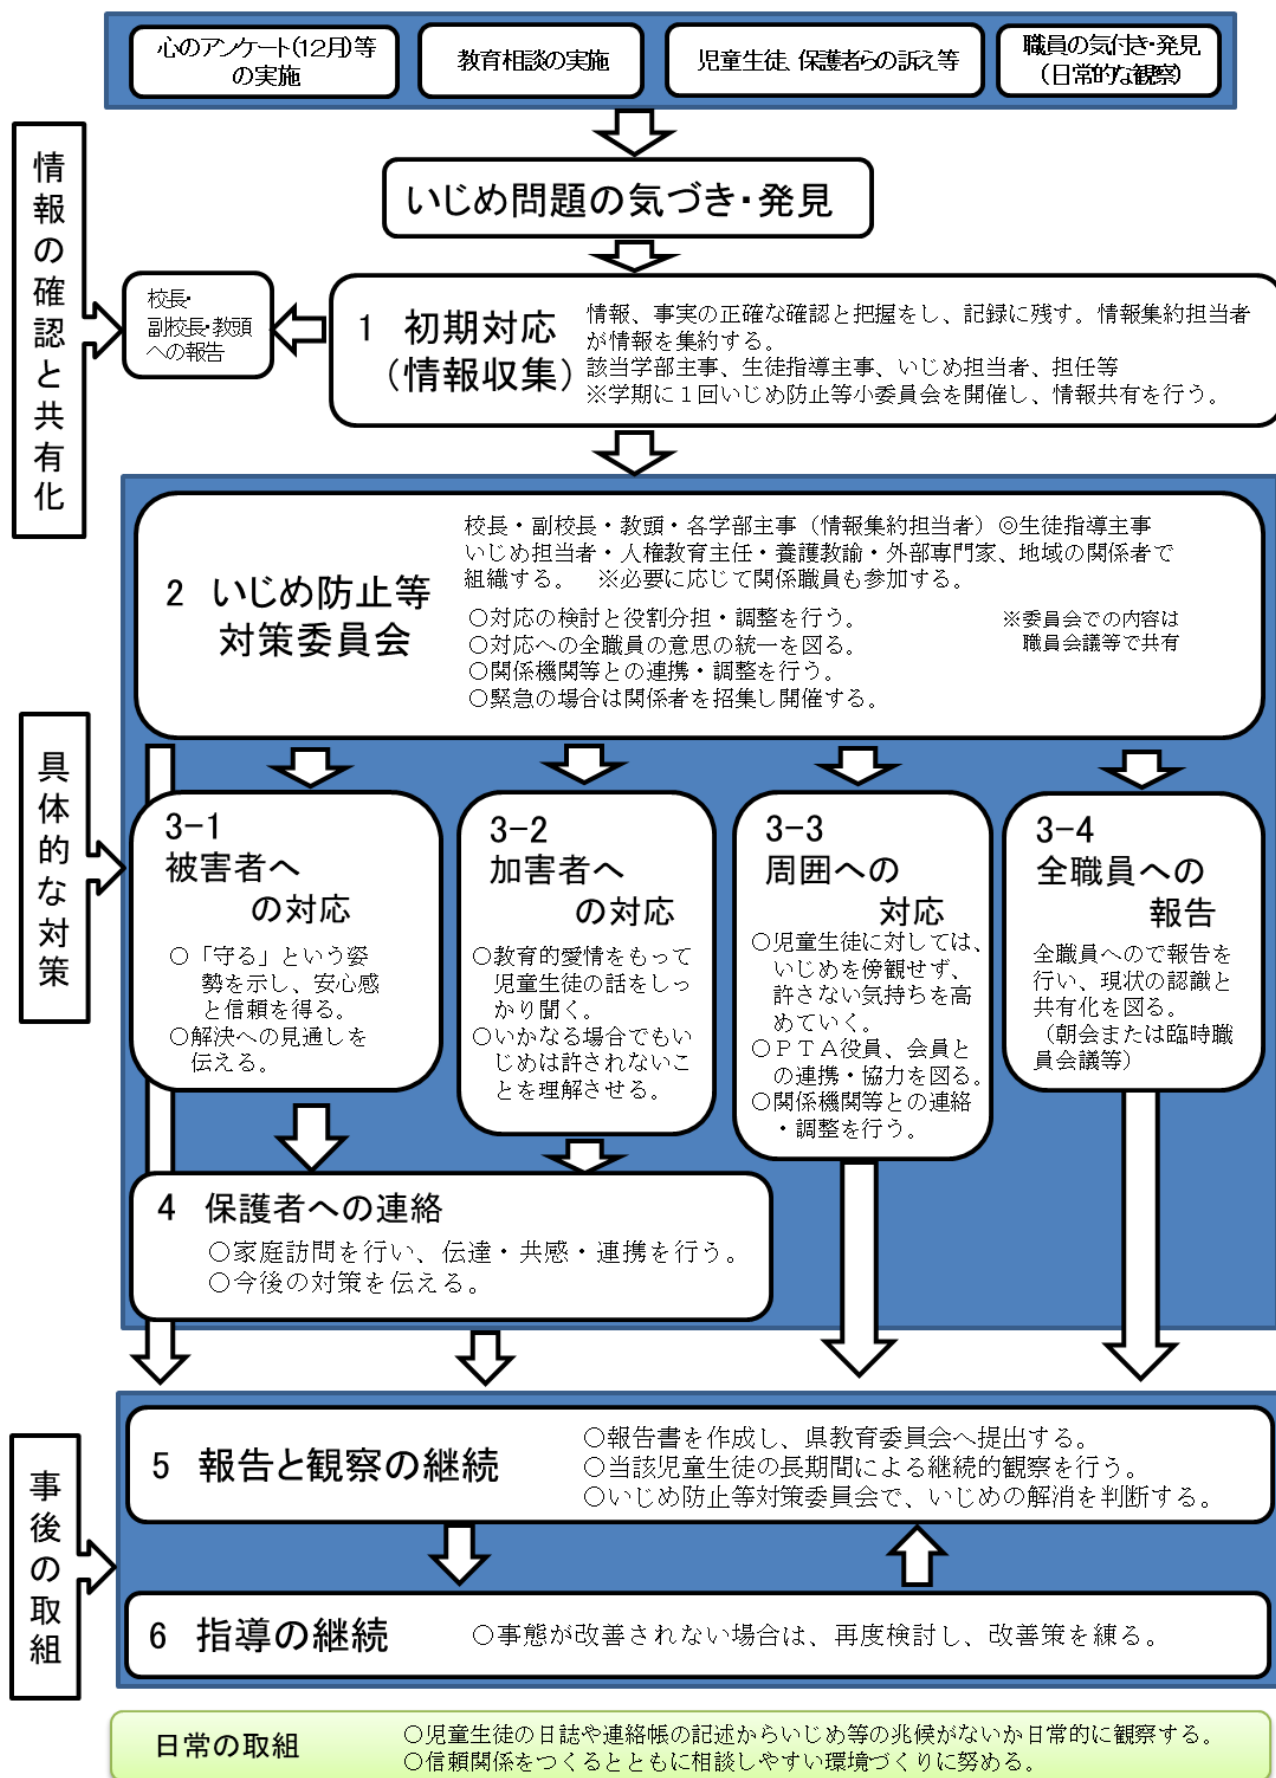 心のアンケート(12月)等
の実施
教育相談の実施
児童生徒、保護者らの訴え等
職員の気付き・発見
（日常的な観察）
情報の確認と共有化
いじめ問題の気づき・発見
校長・
副校長・教頭
への報告
1 初期対応
（情報収集）
情報、事実の正確な確認と把握をし、記録に残す。情報集約担当者
が情報を集約する。
該当学部主事、生徒指導主事、いじめ担当者、担任等
※学期に１回いじめ防止等小委員会を開催し、情報共有を行う。
2 いじめ防止等
対策委員会
校長・副校長・教頭・各学部主事（情報集約担当者）◎生徒指導主事
いじめ担当者・人権教育主任・養護教諭・外部専門家、地域の関係者で
組織する。 ※必要に応じて関係職員も参加する。
○対応の検討と役割分担・調整を行う。
○対応への全職員の意思の統一を図る。
○関係機関等との連携・調整を行う。
○緊急の場合は関係者を招集し開催する。
※委員会での内容は
職員会議等で共有
具体的な対策
3-1
被害者へ
の対応
○「守る」という姿
勢を示し、安心感
と信頼を得る。
○解決への見通しを
伝える。
3-2
加害者へ
の対応
○教育的愛情をもって
児童生徒の話をしっ
かり聞く。
○いかなる場合でもい
じめは許されないこ
とを理解させる。
3-3
周囲への
対応
○児童生徒に対しては、
いじめを傍観せず、
許さない気持ちを高
めていく。
○ＰＴＡ役員、会員と
の連携・協力を図る。
○関係機関等との連絡
・調整を行う。
3-4
全職員への
報告
全職員へので報告を
行い、現状の認識と
共有化を図る。
（朝会または臨時職
員会議等）
4 保護者への連絡
○家庭訪問を行い、伝達・共感・連携を行う。
○今後の対策を伝える。
事後の取組
5 報告と観察の継続
○報告書を作成し、県教育委員会へ提出する。
○当該児童生徒の長期間による継続的観察を行う。
○いじめ防止等対策委員会で、いじめの解消を判断する。
6 指導の継続
○事態が改善されない場合は、再度検討し、改善策を練る。
日常の取組
○児童生徒の日誌や連絡帳の記述からいじめ等の兆候がないか日常的に観察する。
○信頼関係をつくるとともに相談しやすい環境づくりに努める。